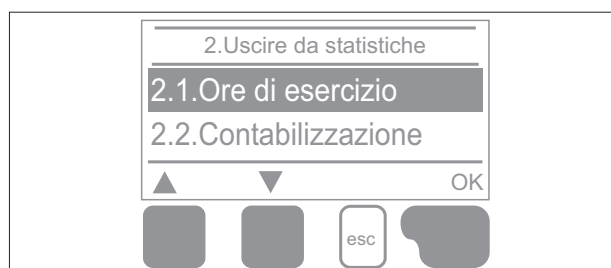 2.Uscire da statistiche
2.1.Ore di esercizio
2.2.Contabilizzazione
▲ ▼ OK
esc